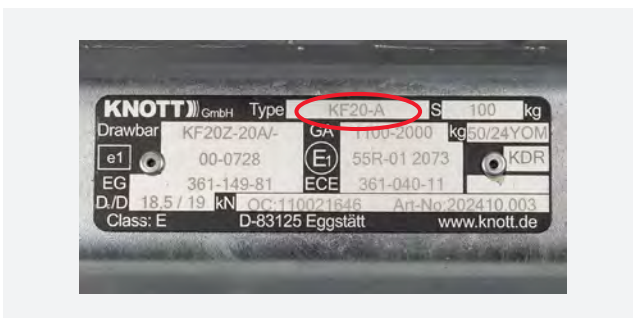 KNOTT GmbH Type KF20-A S 100 kg
Drawbar KF20Z-20A/- GA 1100-2000 kg 50/24YOM
e1 00-0728 E1 55R-01 2073 KDR
EG 361-149-81 ECE 361-040-11
D./D 18,5 / 19 kN OC:110021646 Art-No:202410.003
Class: E D-83125 Eggstätt www.knott.de